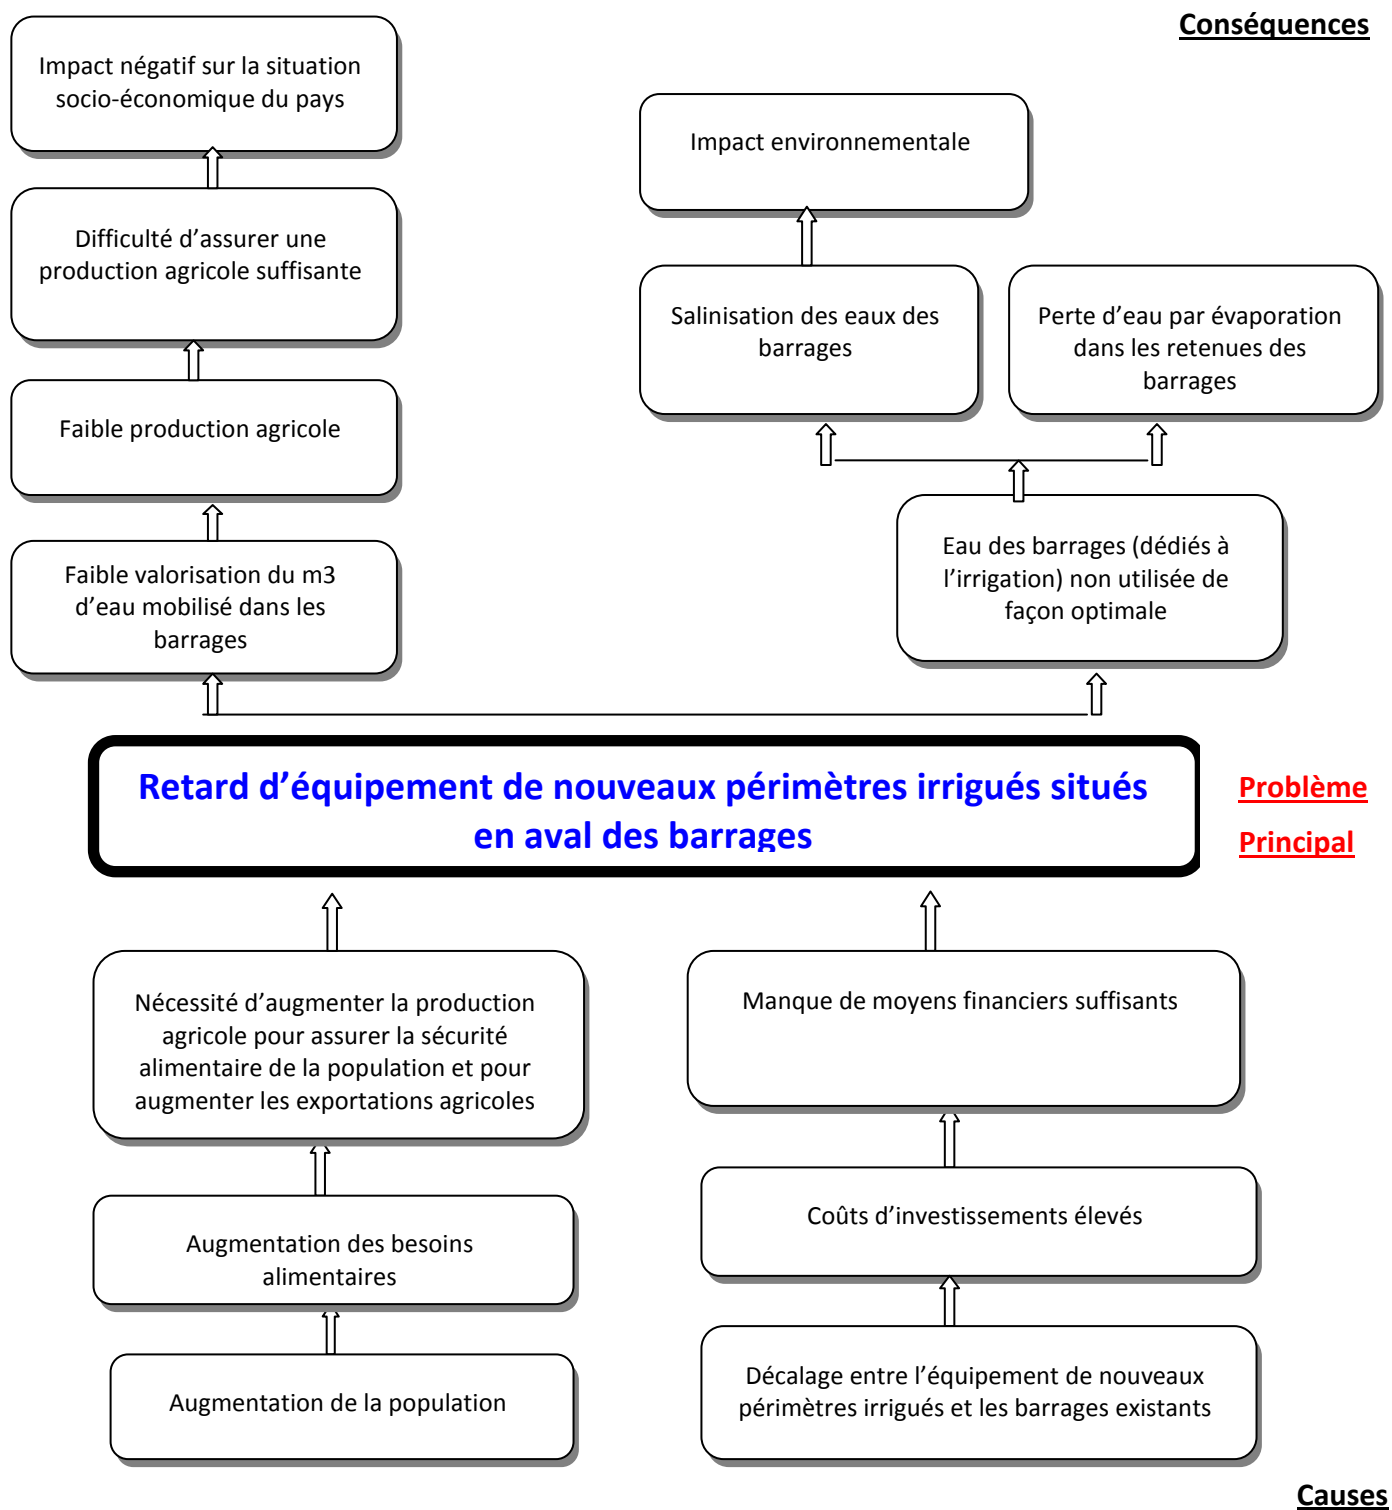 Conséquences
Impact négatif sur la situation
socio-économique du pays
Impact environnementale
Difficulté d’assurer une
production agricole suffisante
Salinisation des eaux des
barrages
Perte d’eau par évaporation
dans les retenues des
barrages
Faible production agricole
Faible valorisation du m3
d’eau mobilisé dans les
barrages
Eau des barrages (dédiés à
l’irrigation) non utilisée de
façon optimale
Retard d’équipement de nouveaux périmètres irrigués situés
en aval des barrages
Problème
Principal
Nécessité d’augmenter la production
agricole pour assurer la sécurité
alimentaire de la population et pour
augmenter les exportations agricoles
Manque de moyens financiers suffisants
Augmentation des besoins
alimentaires
Coûts d’investissements élevés
Augmentation de la population
Décalage entre l’équipement de nouveaux
périmètres irrigués et les barrages existants
Causes